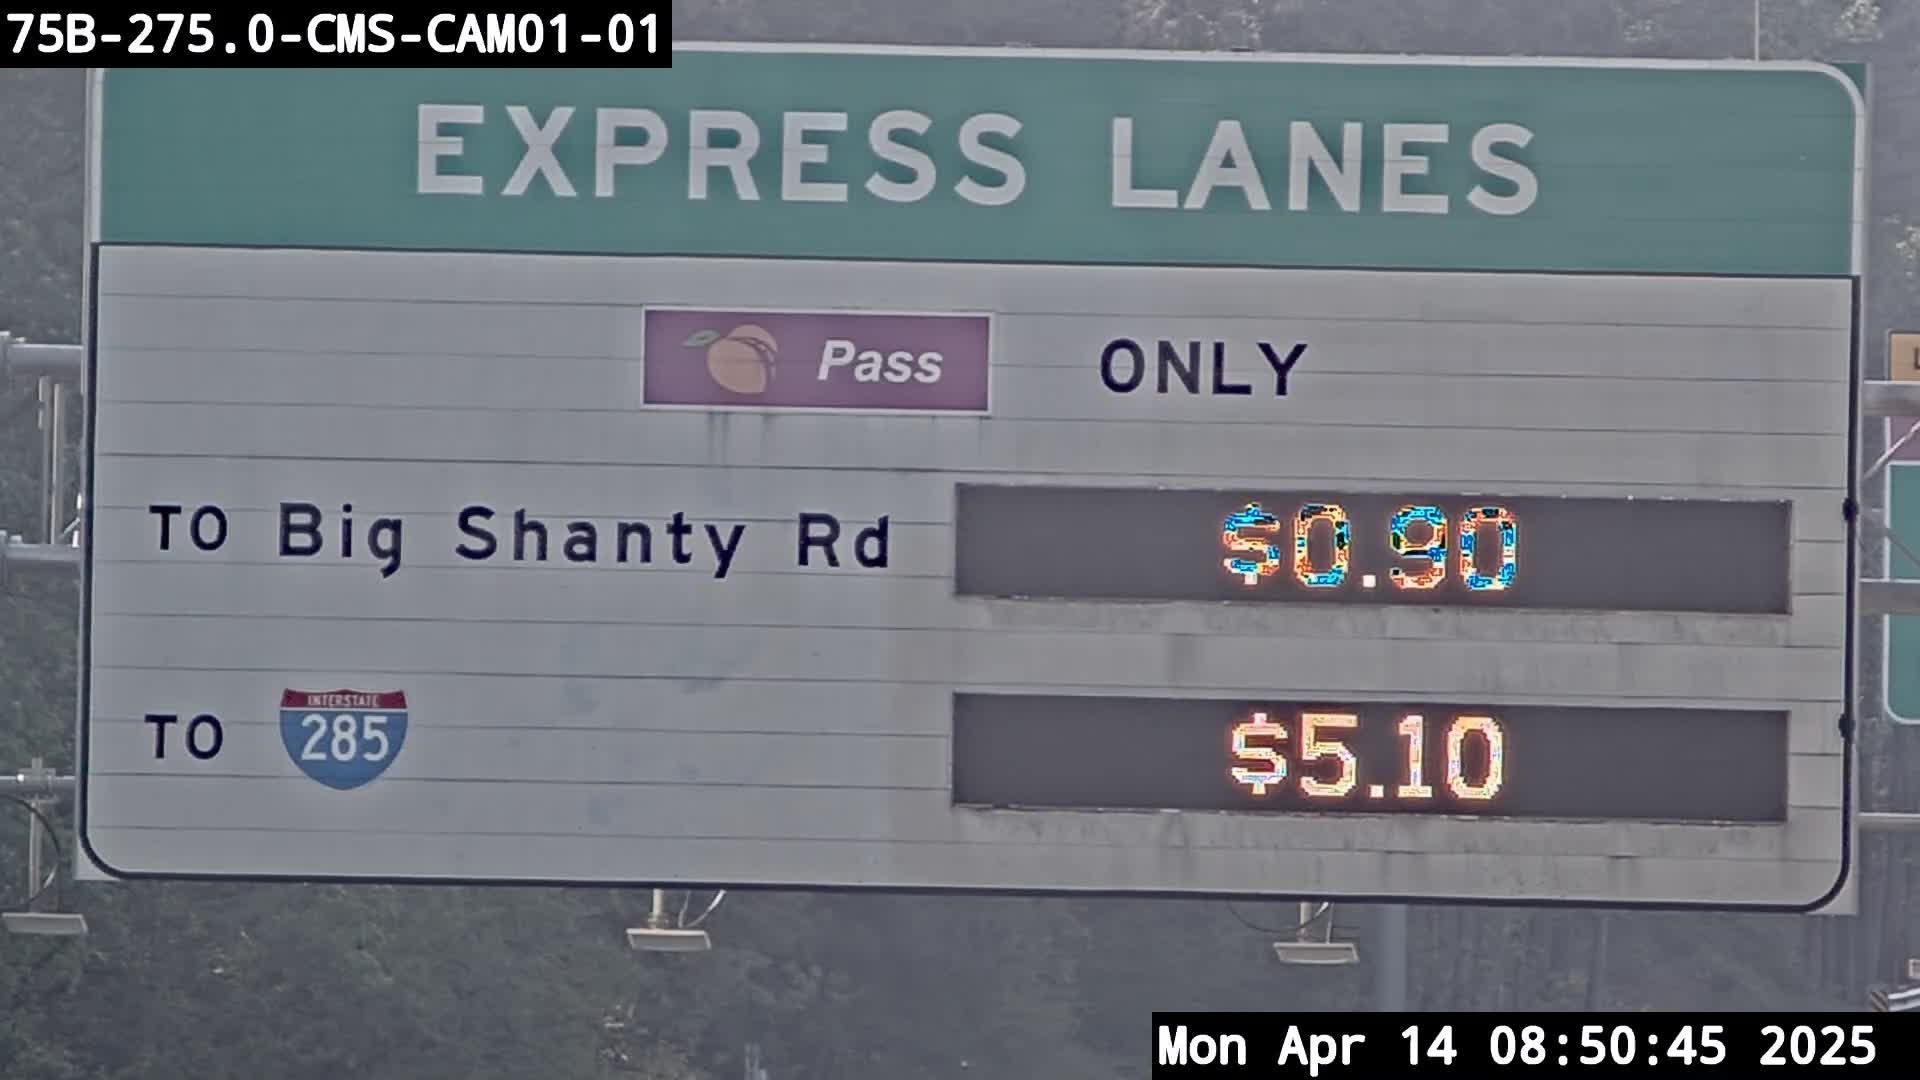 75B-275.0-CMS-CAM01-01
EXPRESS LANES
Pass ONLY
TO Big Shanty Rd $0.90
INTERSTATE
TO 285 $5.10
Mon Apr 14 08:50:45 2025